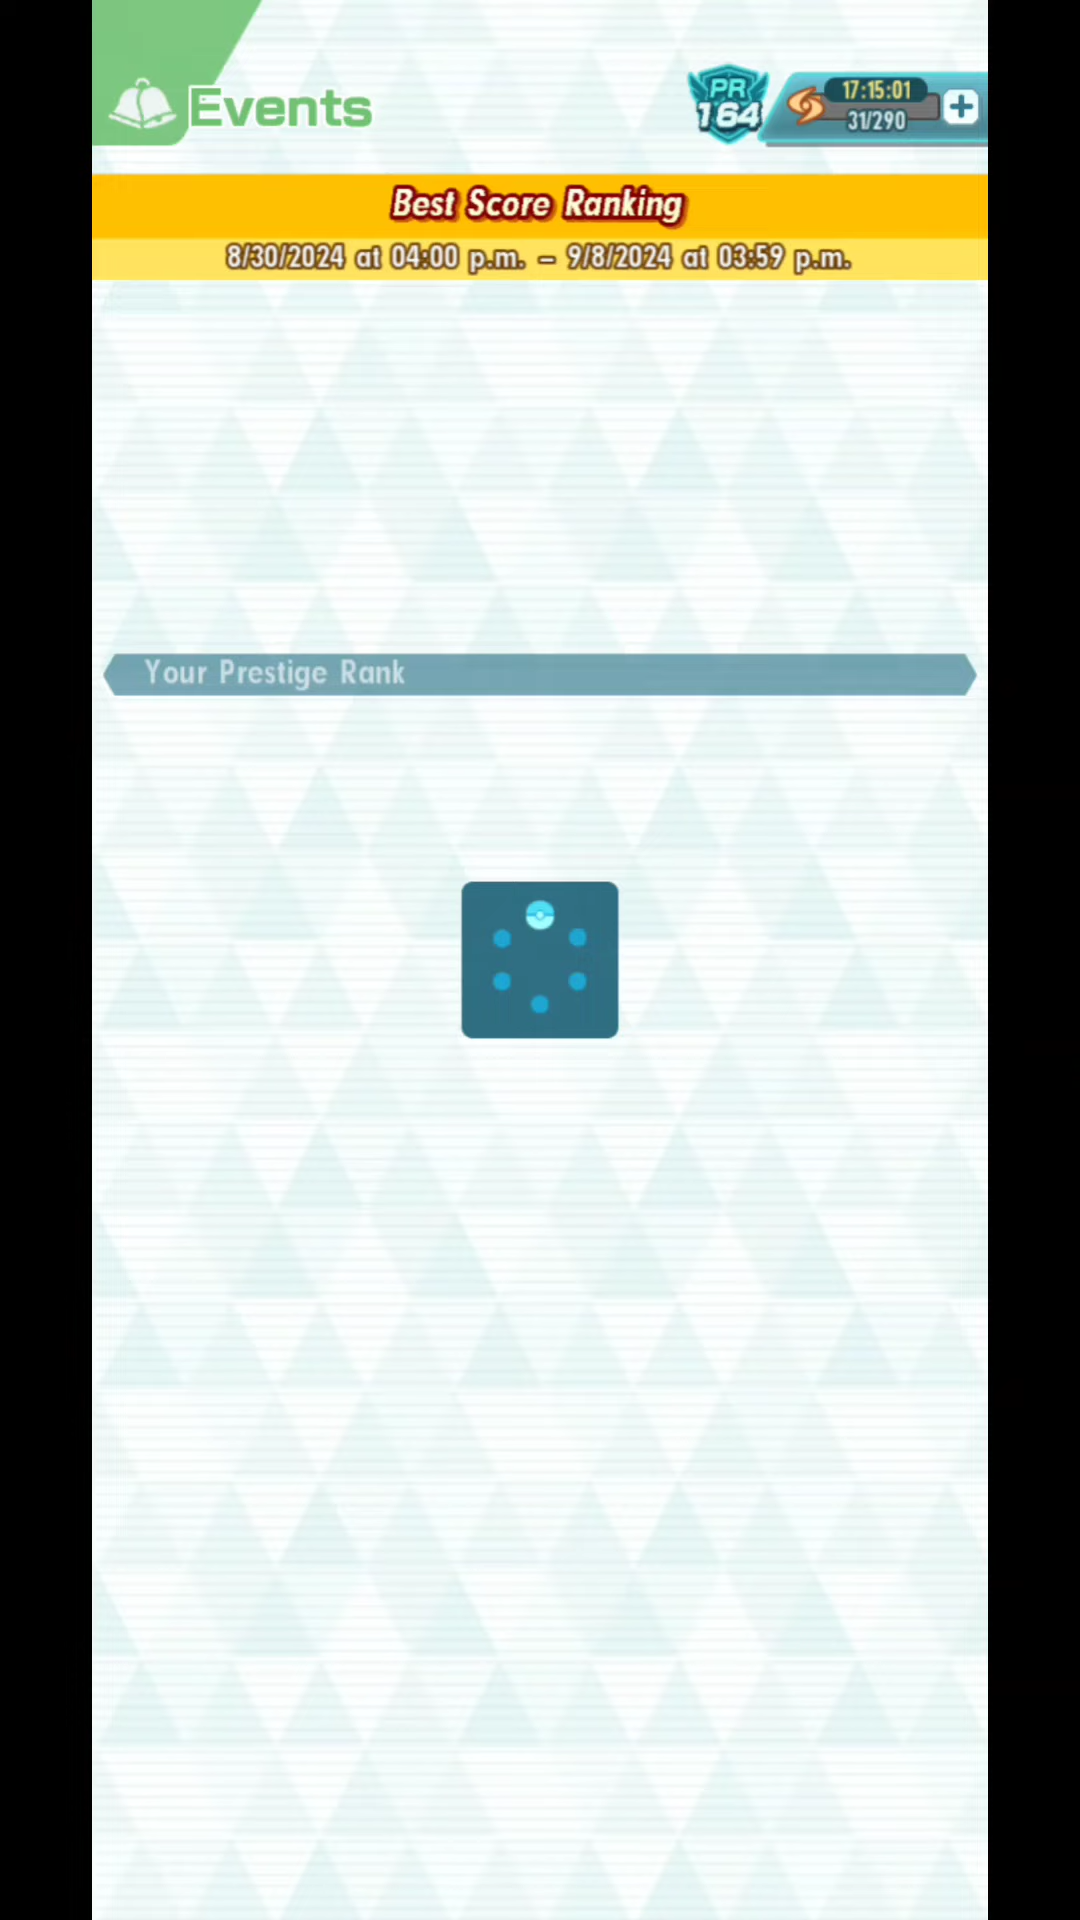 Events
PR
164
17:15:01
31/290
Best Score Ranking
8/30/2024 at 04:00 p.m. – 9/8/2024 at 03:59 p.m.
Your Prestige Rank